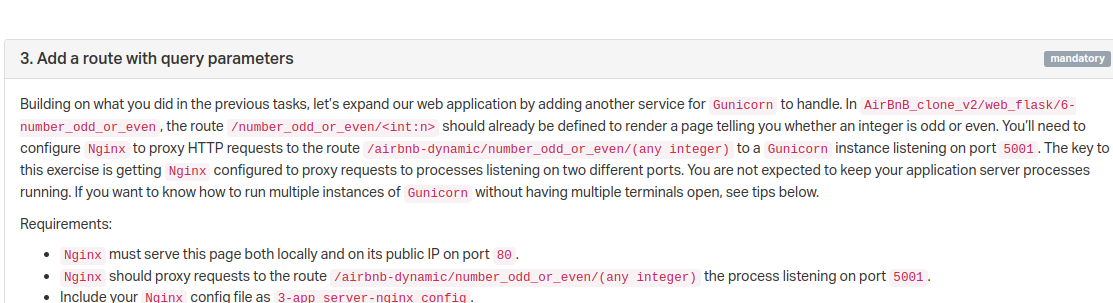 3. Add a route with query parameters
mandatory
Building on what you did in the previous tasks, let’s expand our web application by adding another service for Gunicorn to handle. In AirBnB_clone_v2/web_flask/6-
number_odd_or_even , the route /number_odd_or_even/<int:n> should already be defined to render a page telling you whether an integer is odd or even. You’ll need to
configure Nginx to proxy HTTP requests to the route /airbnb-dynamic/number_odd_or_even/(any integer) to a Gunicorn instance listening on port 5001 . The key to
this exercise is getting Nginx configured to proxy requests to processes listening on two different ports. You are not expected to keep your application server processes
running. If you want to know how to run multiple instances of Gunicorn without having multiple terminals open, see tips below.
Requirements:
• Nginx must serve this page both locally and on its public IP on port 80 .
• Nginx should proxy requests to the route /airbnb-dynamic/number_odd_or_even/(any integer) the process listening on port 5001 .
• Include your Nginx config file as 3-app_server-nginx_config .